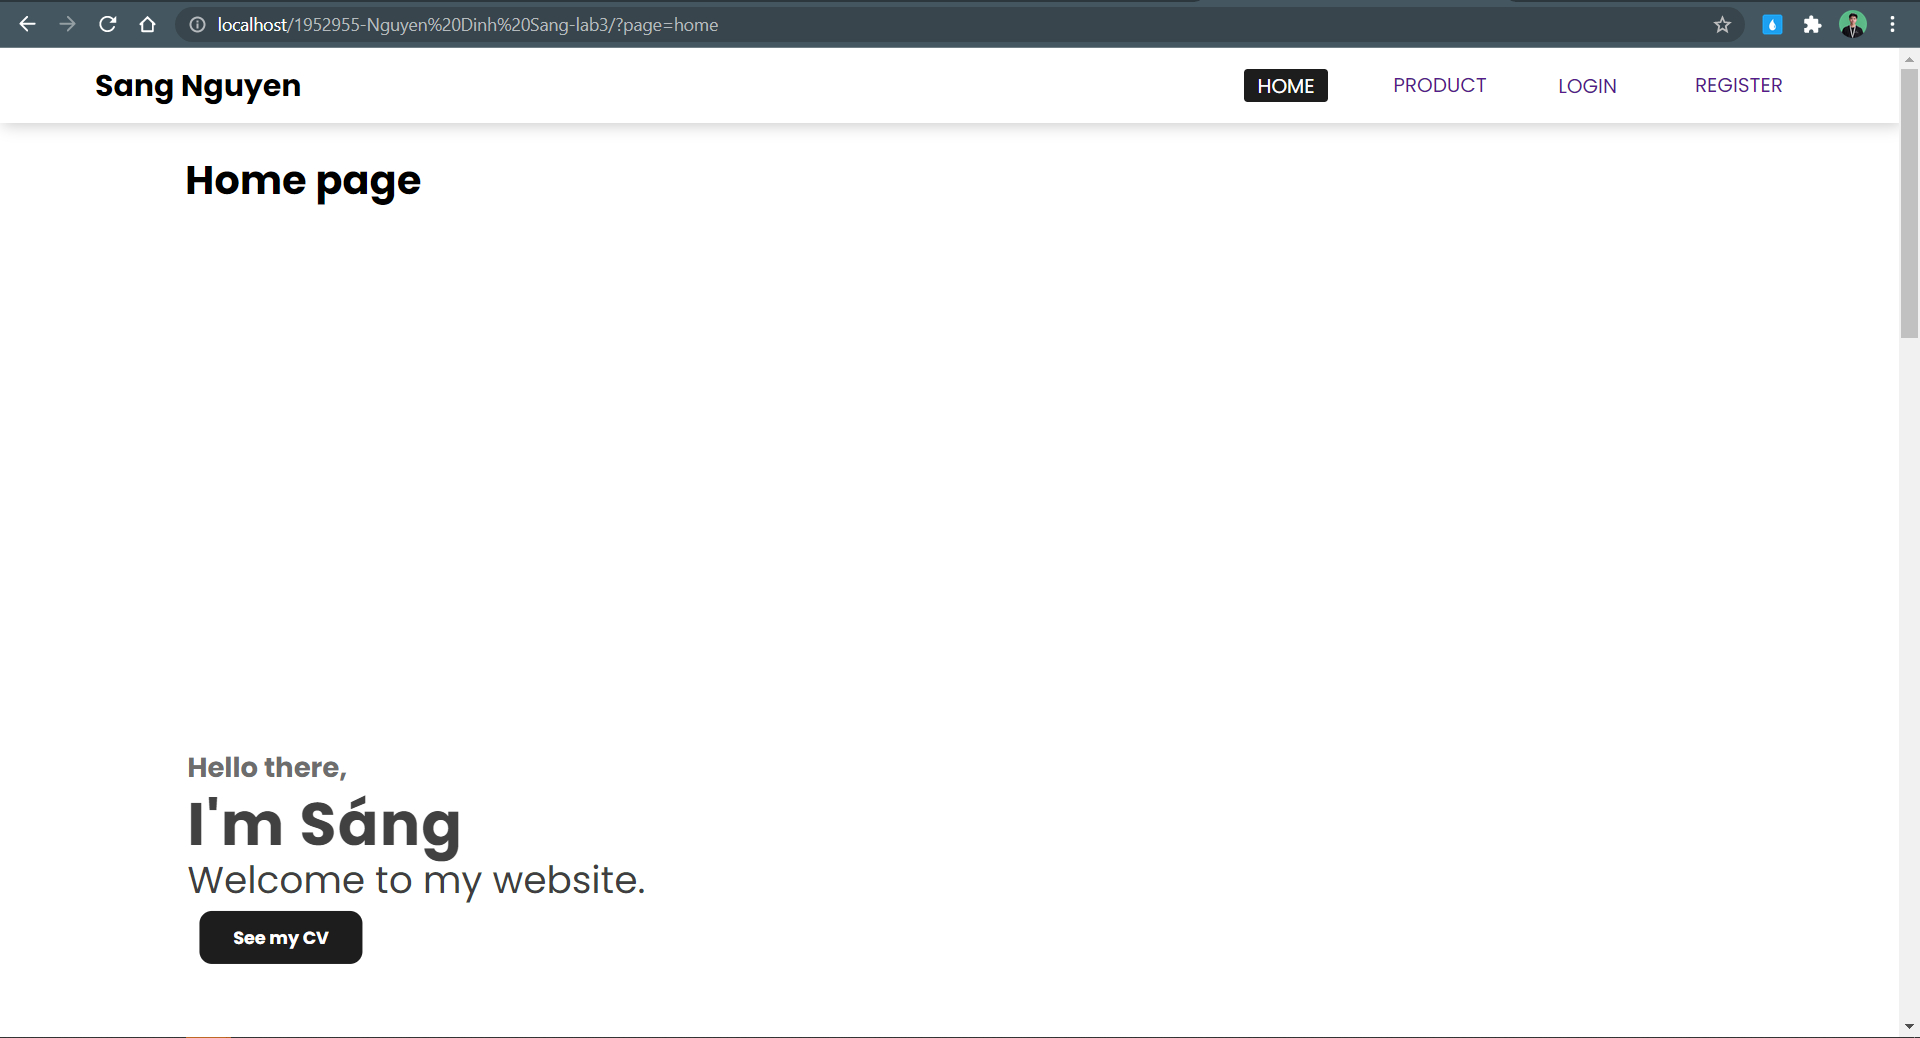 localhost/1952955-Nguyen%20Dinh%20Sang-lab3/?page=home
Sang Nguyen HOME PRODUCT LOGIN REGISTER
Home page
Hello there,
I'm Sáng
Welcome to my website.
See my CV